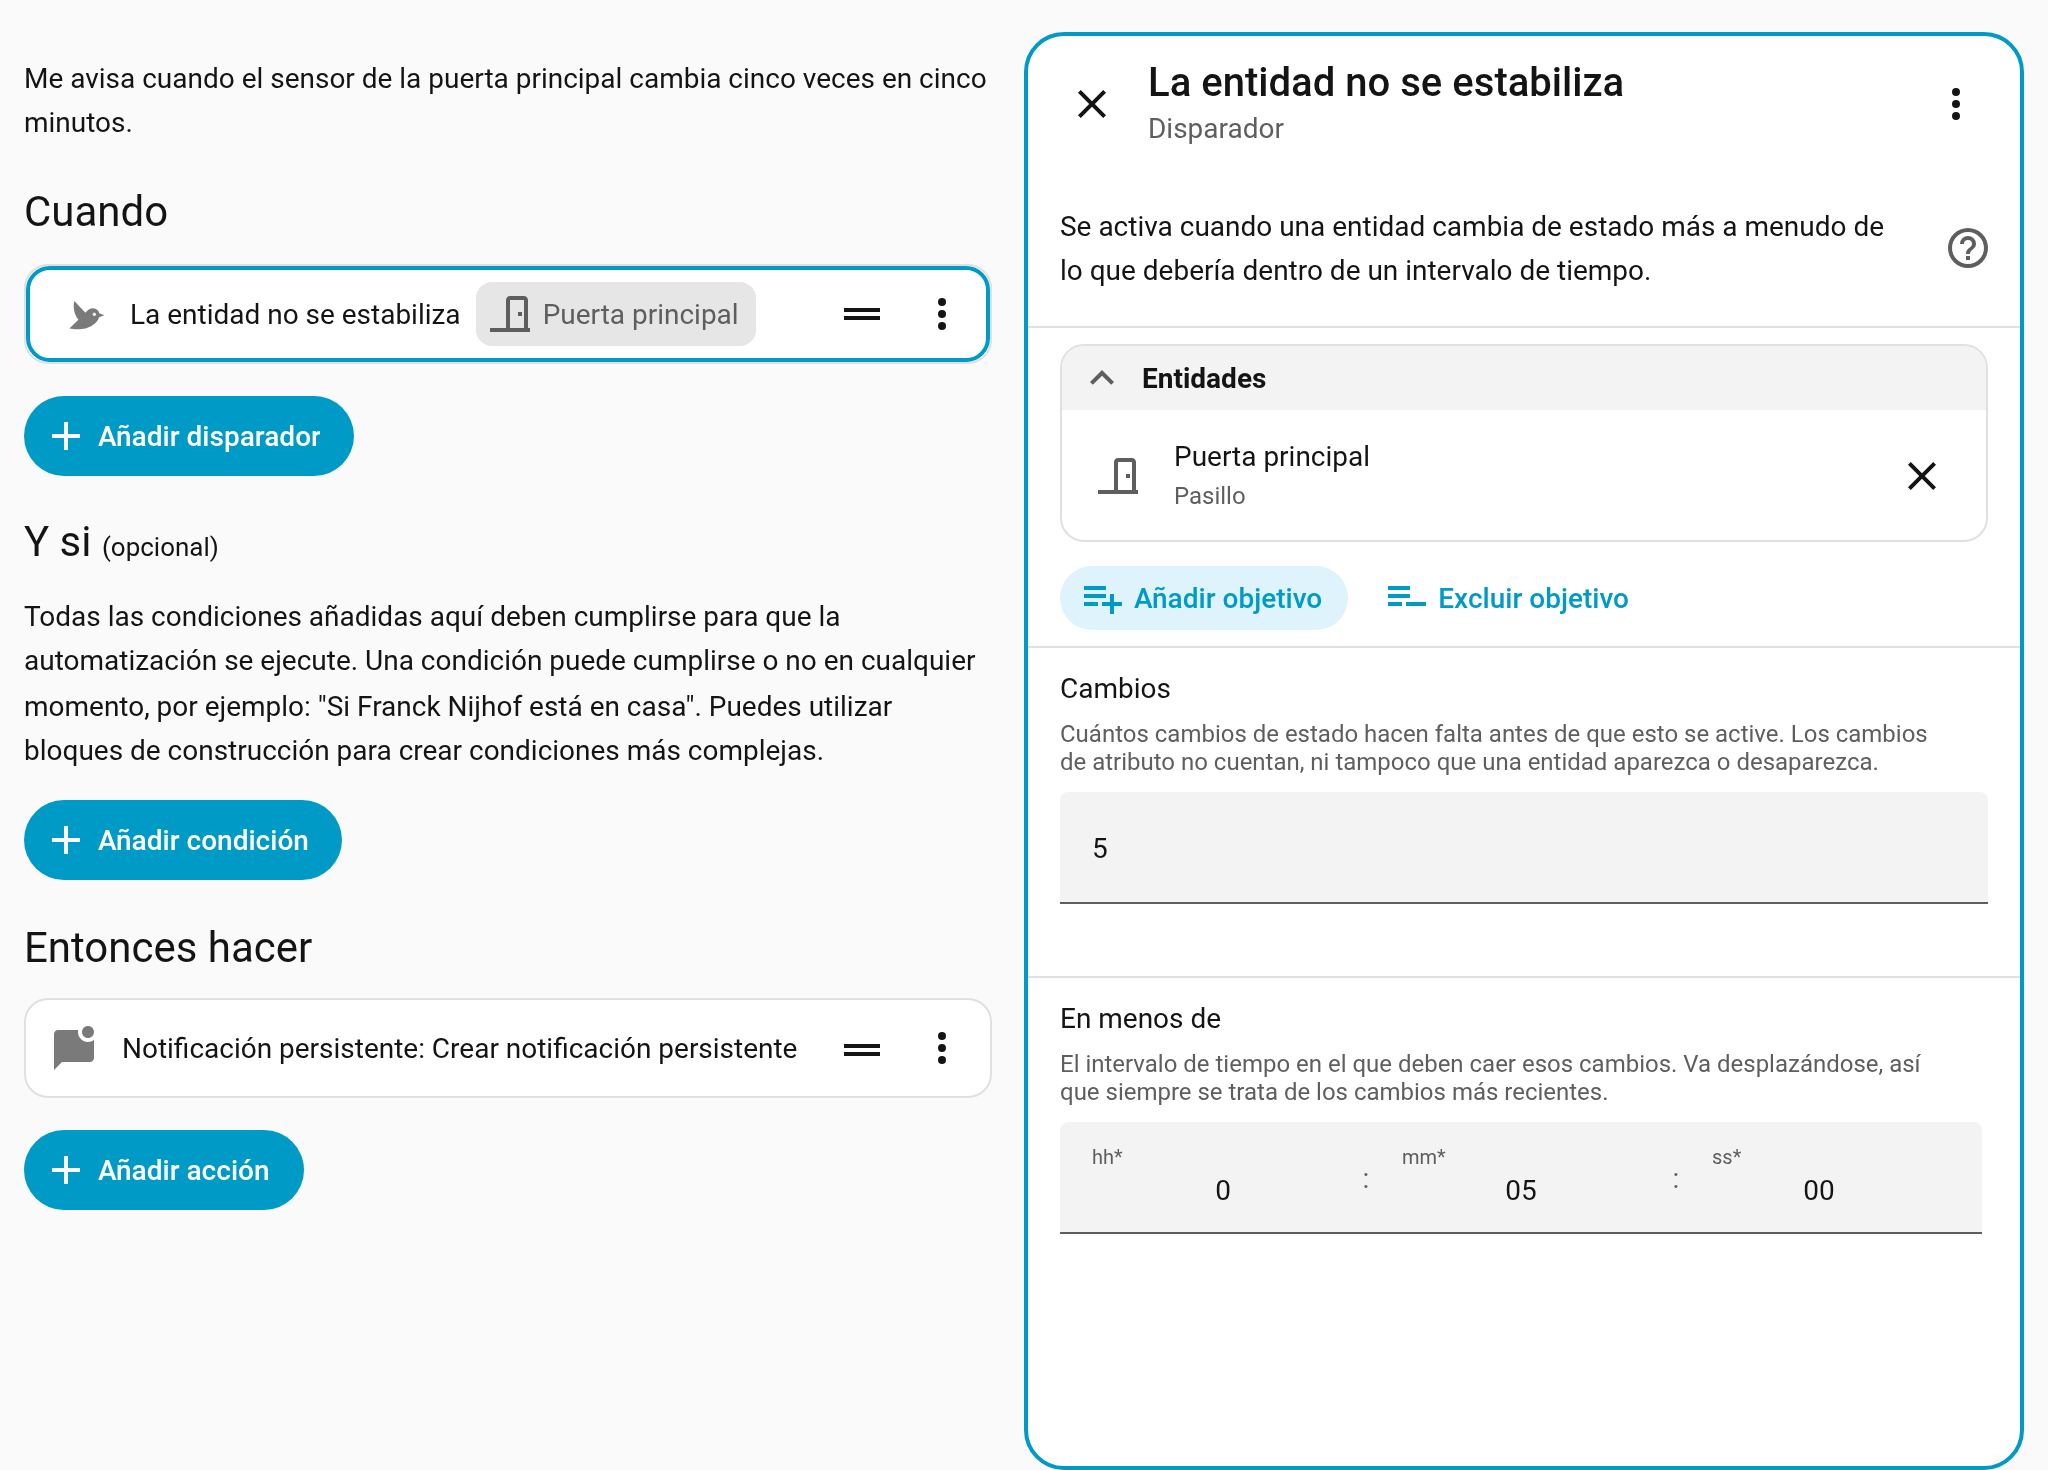 Me avisa cuando el sensor de la puerta principal cambia cinco veces en cinco
minutos.
Cuando
La entidad no se estabiliza Puerta principal
Añadir disparador
Y si (opcional)
Todas las condiciones añadidas aquí deben cumplirse para que la
automatización se ejecute. Una condición puede cumplirse o no en cualquier
momento, por ejemplo: "Si Franck Nijhof está en casa". Puedes utilizar
bloques de construcción para crear condiciones más complejas.
Añadir condición
Entonces hacer
Notificación persistente: Crear notificación persistente
Añadir acción
La entidad no se estabiliza
Disparador
Se activa cuando una entidad cambia de estado más a menudo de
lo que debería dentro de un intervalo de tiempo.
Entidades
Puerta principal
Pasillo
Añadir objetivo Excluir objetivo
Cambios
Cuántos cambios de estado hacen falta antes de que esto se active. Los cambios
de atributo no cuentan, ni tampoco que una entidad aparezca o desaparezca.
5
En menos de
El intervalo de tiempo en el que deben caer esos cambios. Va desplazándose, así
que siempre se trata de los cambios más recientes.
hh* mm* ss*
0 : 05 : 00